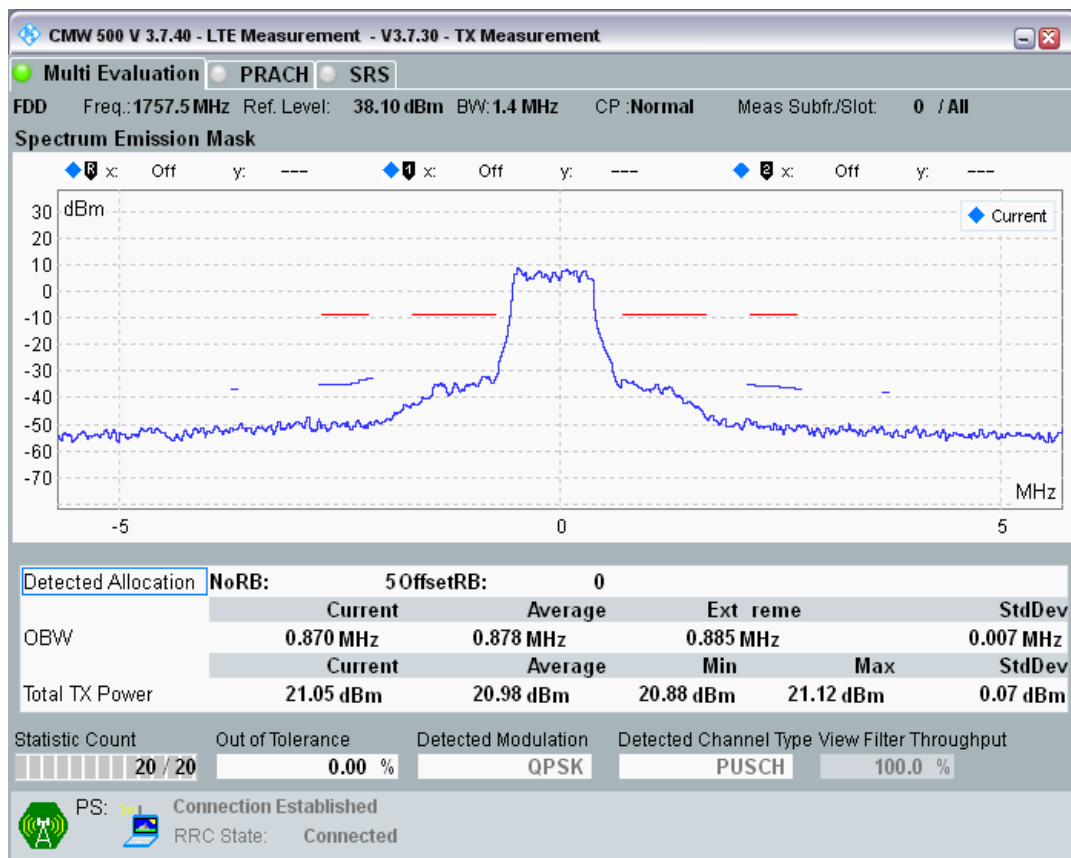 CMW 500 V 3.7.40 - LTE Measurement - V3.7.30 - TX Measurement
Multi Evaluation PRACH SRS
FDD Freq.: 1757.5 MHz Ref. Level: 38.10 dBm BW: 1.4 MHz CP :Normal Meas Subfr./Slot: 0 / All
Spectrum Emission Mask
R x: Off y: --- 1 x: Off y: --- 2 x: Off y: ---
dBm
Current
30
20
10
0
-10
-20
-30
-40
-50
-60
-70
MHz
-5 0 5
Detected Allocation NoRB: 5 OffsetRB: 0
Current Average Ext reme StdDev
OBW 0.870 MHz 0.878 MHz 0.885 MHz 0.007 MHz
Current Average Min Max StdDev
Total TX Power 21.05 dBm 20.98 dBm 20.88 dBm 21.12 dBm 0.07 dBm
Statistic Count Out of Tolerance Detected Modulation Detected Channel Type View Filter Throughput
20 / 20 0.00 % QPSK PUSCH 100.0 %
PS: Connection Established
RRC State: Connected